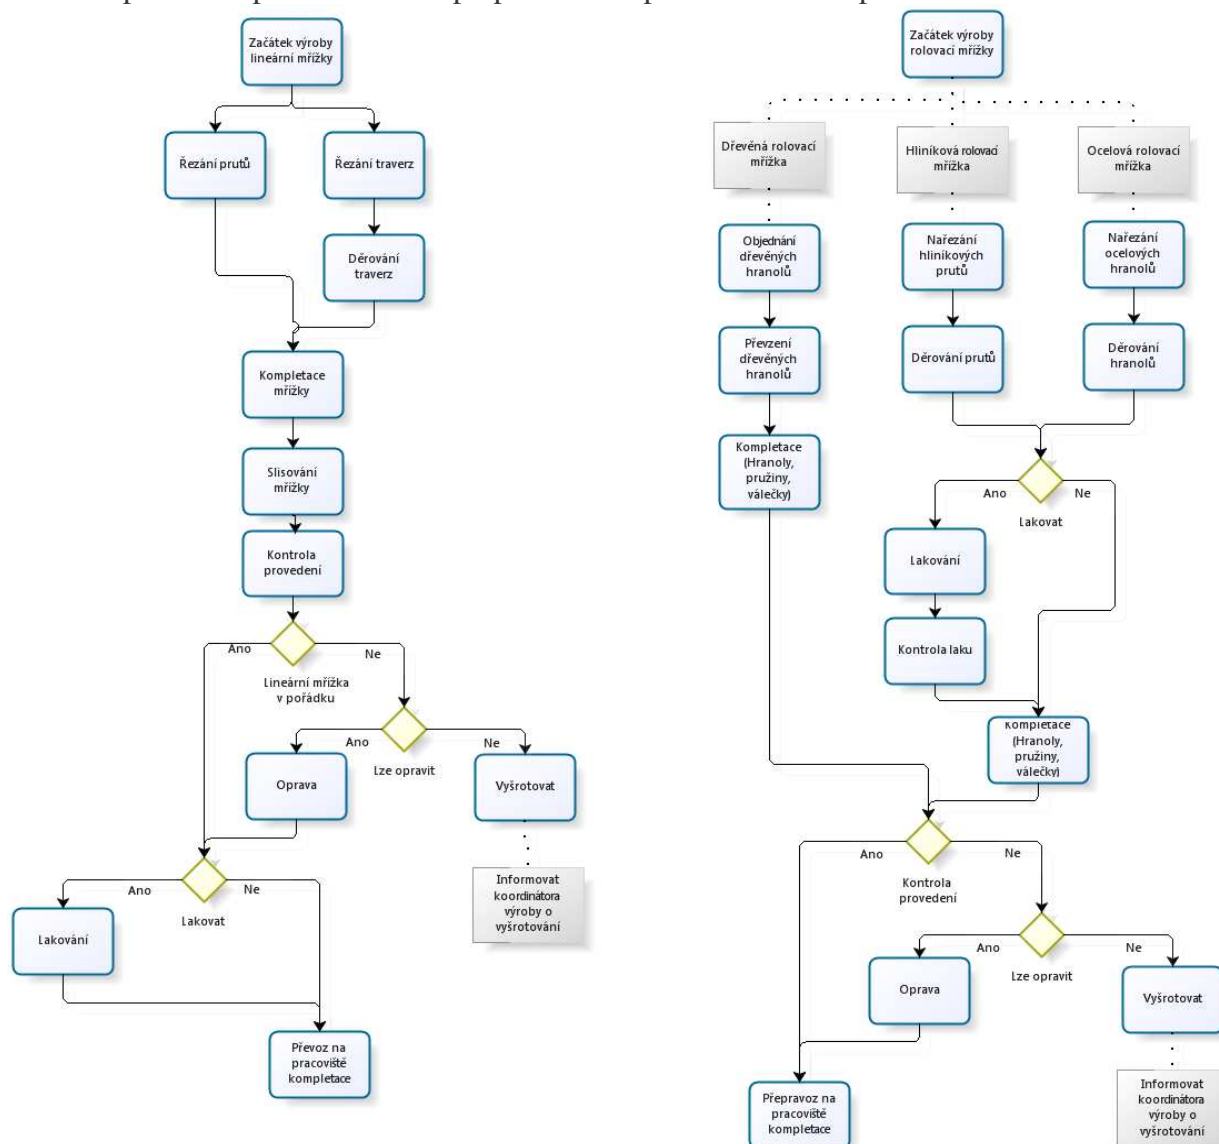 Začátek výroby
lineární mřížky
Řezání prutů
Řezání traverz
Děrování
traverz
Kompletace
mřížky
Slisování
mřížky
Kontrola
provedení
Ano
Ne
Lineární mřížka
v pořádku
Ano
Ne
Lze opravit
Oprava
Vyšrotovat
Informovat
koordinátora
výroby o
vyšrotování
Ano
Ne
Lakovat
Lakování
Převoz na
pracoviště
kompletace
Začátek výroby
rolovací mřížky
Dřevěná rolovací
mřížka
Hliníková rolovací
mřížka
Ocelová rolovací
mřížka
Objednání
dřevěných
hranolů
Nařezání
hliníkových
prutů
Nařezání
ocelových
hranolů
Převzení
dřevěných
hranolů
Děrování prutů
Děrování
hranolů
Kompletace
(Hranoly,
pružiny,
válečky)
Ano
Ne
Lakovat
Lakování
Kontrola laku
Kompletace
(Hranoly,
pružiny,
válečky)
Ano
Ne
Kontrola
provedení
Ano
Ne
Lze opravit
Oprava
Vyšrotovat
Přepravoz na
pracoviště
kompletace
Informovat
koordinátora
výroby o
vyšrotování